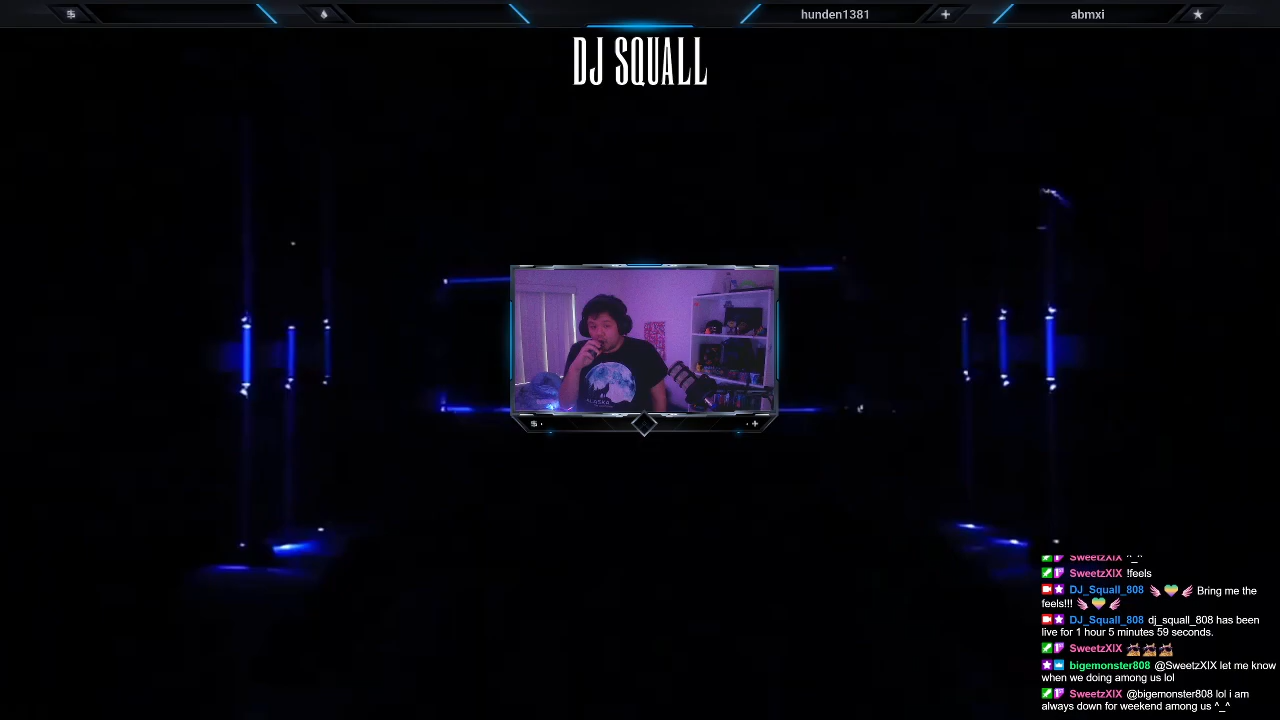 hunden1381
abmxi
DJ SQUALL
ALASKA
SweetzXIX ^_^
SweetzXIX !feels
DJ_Squall_808 Bring me the
feels!!!
DJ_Squall_808 dj_squall_808 has been
live for 1 hour 5 minutes 59 seconds.
SweetzXIX
bigemonster808 @SweetzXIX let me know
when we doing among us lol
SweetzXIX @bigemonster808 lol i am
always down for weekend among us ^_^